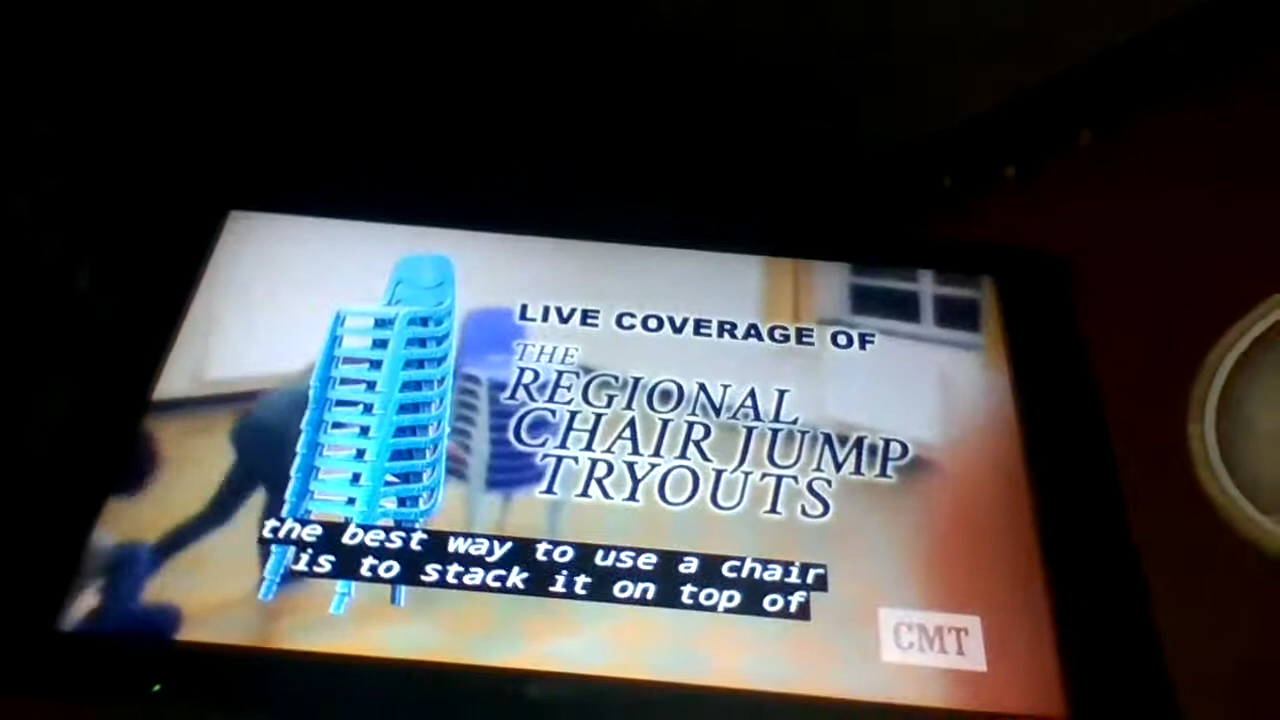 LIVE COVERAGE OF
THE
REGIONAL
CHAIR JUMP
TRYOUTS
the best way to use a chair
is to stack it on top of
CMT